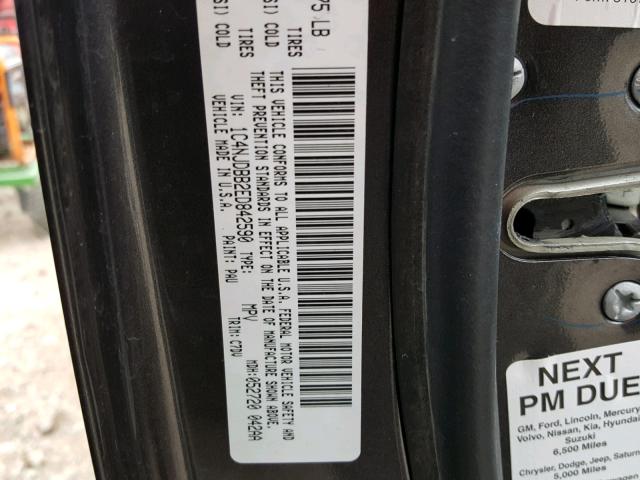 75 LB
TIRES
SI) COLD
TIRES
SI) COLD
THIS VEHICLE CONFORMS TO ALL APPLICABLE U.S.A. FEDERAL MOTOR VEHICLE SAFETY AND
THEFT PREVENTION STANDARDS IN EFFECT ON THE DATE OF MANUFACTURE SHOWN ABOVE.
VIN: 1C4NJDBB2ED842590 TYPE: MPV MDH:052720 042AA
VEHICLE MADE IN U.S.A. PAINT: PAU TRIM: C7DV
NEXT
PM DUE
GM, Ford, Lincoln, Mercury
Volvo, Nissan, Kia, Hyundai
Suzuki
6,500 Miles
Chrysler, Dodge, Jeep, Saturn
5,000 Miles